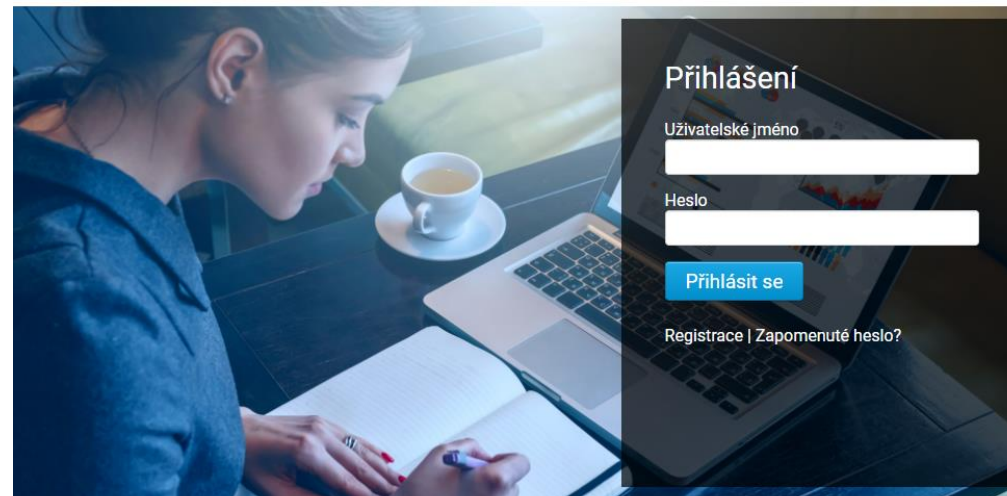 Přihlášení
Uživatelské jméno
Heslo
Přihlásit se
Registrace | Zapomenuté heslo?